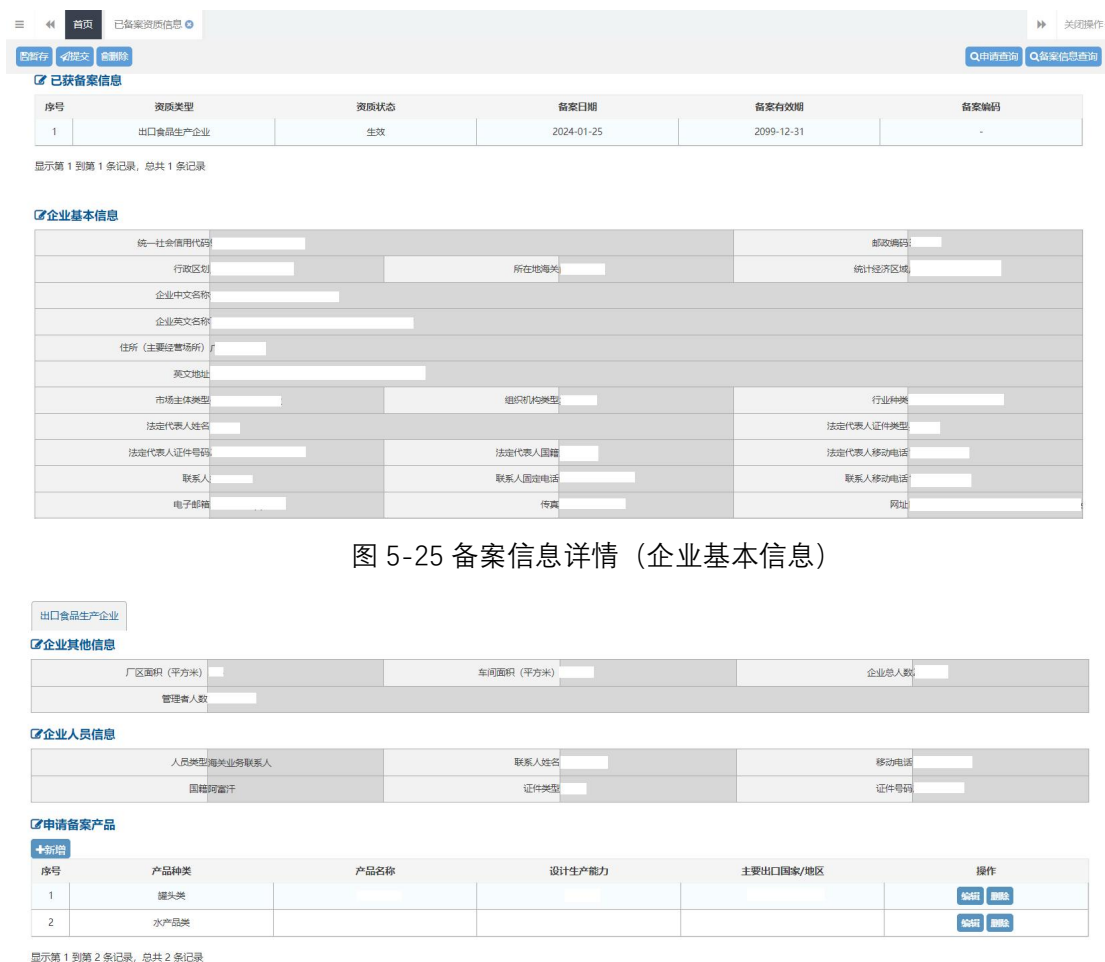 首页 已备案资质信息 关闭操作
暂存 提交 删除 申请查询 备案信息查询
已获备案信息
序号 资质类型 资质状态 备案日期 备案有效期 备案编码
1 出口食品生产企业 生效 2024-01-25 2099-12-31 -
显示第 1 到第 1 条记录，总共 1 条记录
企业基本信息
统一社会信用代码 邮政编码
行政区划 所在地海关 统计经济区域
企业中文名称
企业英文名称
住所（主要经营场所）
英文地址
市场主体类型 组织机构类型 行业种类
法定代表人姓名 法定代表人证件类型
法定代表人证件号码 法定代表人国籍 法定代表人移动电话
联系人 联系人固定电话 联系人移动电话
电子邮箱 传真 网址
图 5-25 备案信息详情（企业基本信息）
出口食品生产企业
企业其他信息
厂区面积（平方米） 车间面积（平方米） 企业总人数
管理者人数
企业人员信息
人员类型 海关业务联系人 联系人姓名 移动电话
国籍 阿富汗 证件类型 证件号码
申请备案产品
新增
序号 产品种类 产品名称 设计生产能力 主要出口国家/地区 操作
1 罐头类 编辑 删除
2 水产品类 编辑 删除
显示第 1 到第 2 条记录，总共 2 条记录